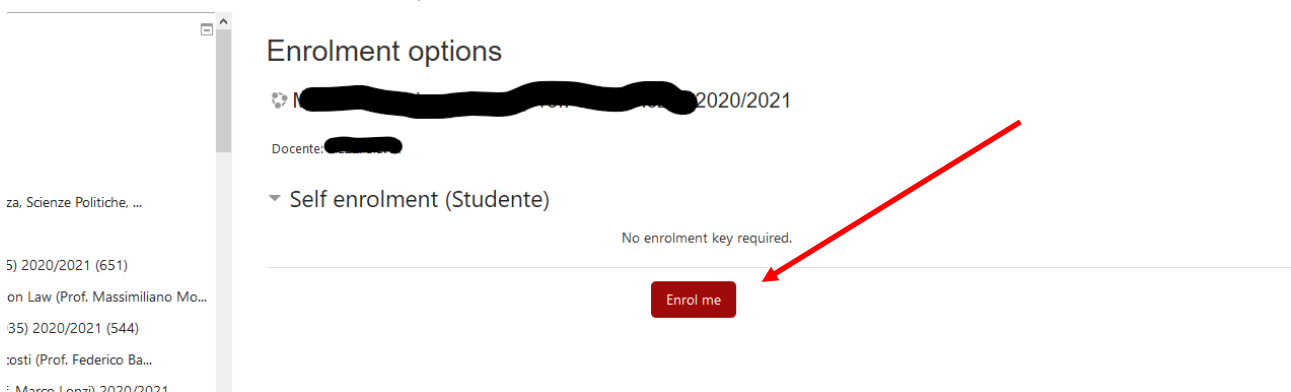 za, Scienze Politiche, ...
5) 2020/2021 (651)
on Law (Prof. Massimiliano Mo...
35) 2020/2021 (544)
costi (Prof. Federico Ba...
Marco Lonzi) 2020/2021
Enrolment options
2020/2021
Docente:
Self enrolment (Studente)
No enrolment key required.
Enrol me